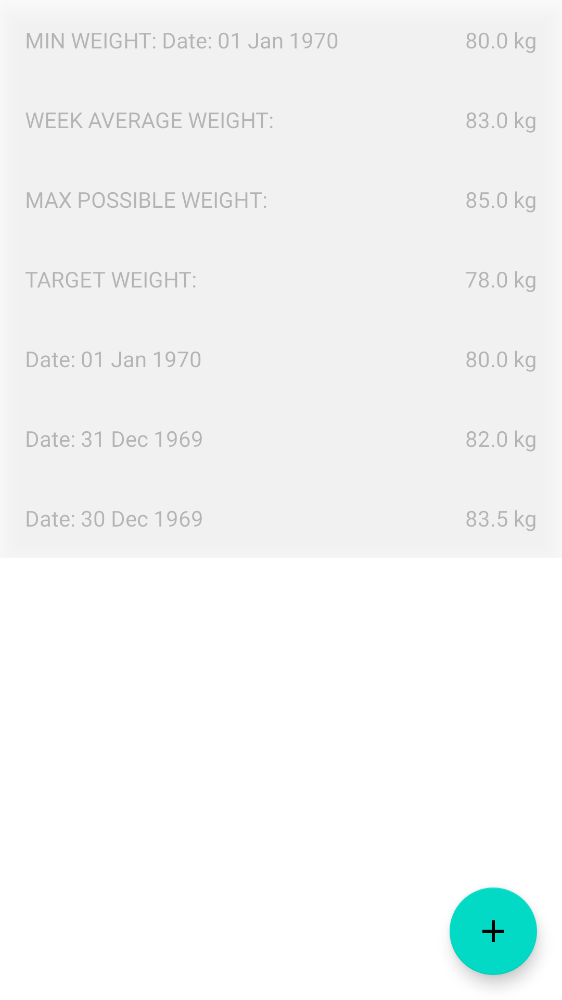 MIN WEIGHT: Date: 01 Jan 1970 80.0 kg
WEEK AVERAGE WEIGHT: 83.0 kg
MAX POSSIBLE WEIGHT: 85.0 kg
TARGET WEIGHT: 78.0 kg
Date: 01 Jan 1970 80.0 kg
Date: 31 Dec 1969 82.0 kg
Date: 30 Dec 1969 83.5 kg